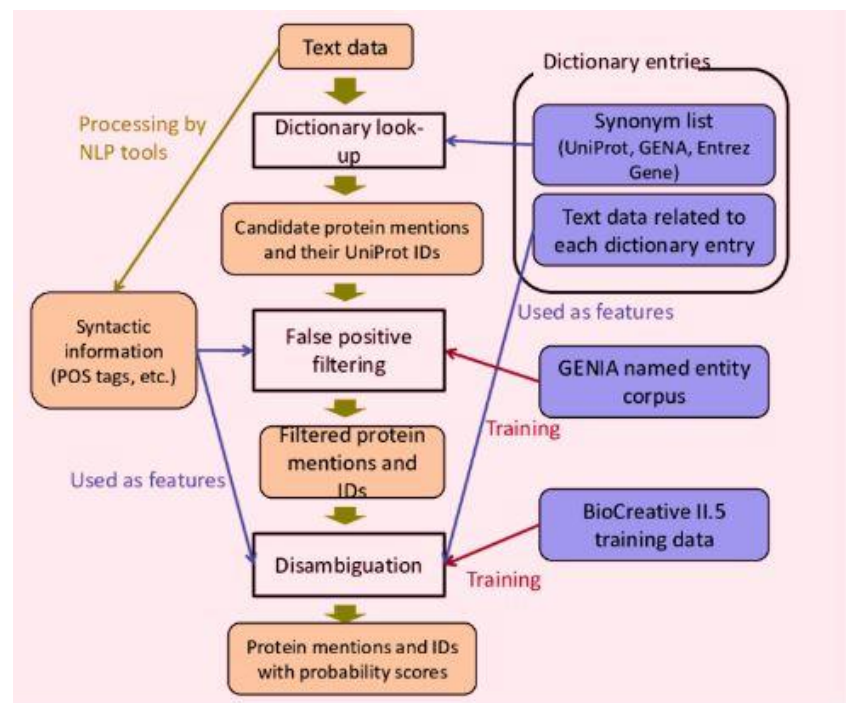 Text data
Dictionary entries
Processing by
NLP tools
Dictionary look-
up
Synonym list
(UniProt, GENA, Entrez
Gene)
Candidate protein mentions
and their UniProt IDs
Text data related to
each dictionary entry
Used as features
Syntactic
information
(POS tags, etc.)
False positive
filtering
GENIA named entity
corpus
Training
Filtered protein
mentions and
IDs
Used as features
BioCreative II.5
training data
Disambiguation
Training
Protein mentions and IDs
with probability scores